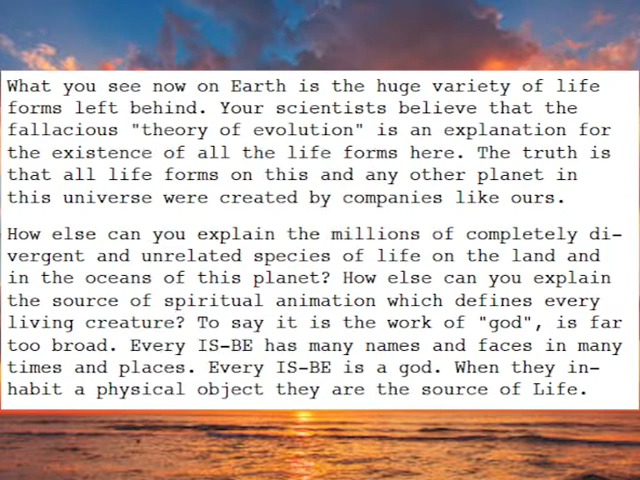 What you see now on Earth is the huge variety of life
forms left behind. Your scientists believe that the
fallacious "theory of evolution" is an explanation for
the existence of all the life forms here. The truth is
that all life forms on this and any other planet in
this universe were created by companies like ours.
How else can you explain the millions of completely di-
vergent and unrelated species of life on the land and
in the oceans of this planet? How else can you explain
the source of spiritual animation which defines every
living creature? To say it is the work of "god", is far
too broad. Every IS-BE has many names and faces in many
times and places. Every IS-BE is a god. When they in-
habit a physical object they are the source of Life.